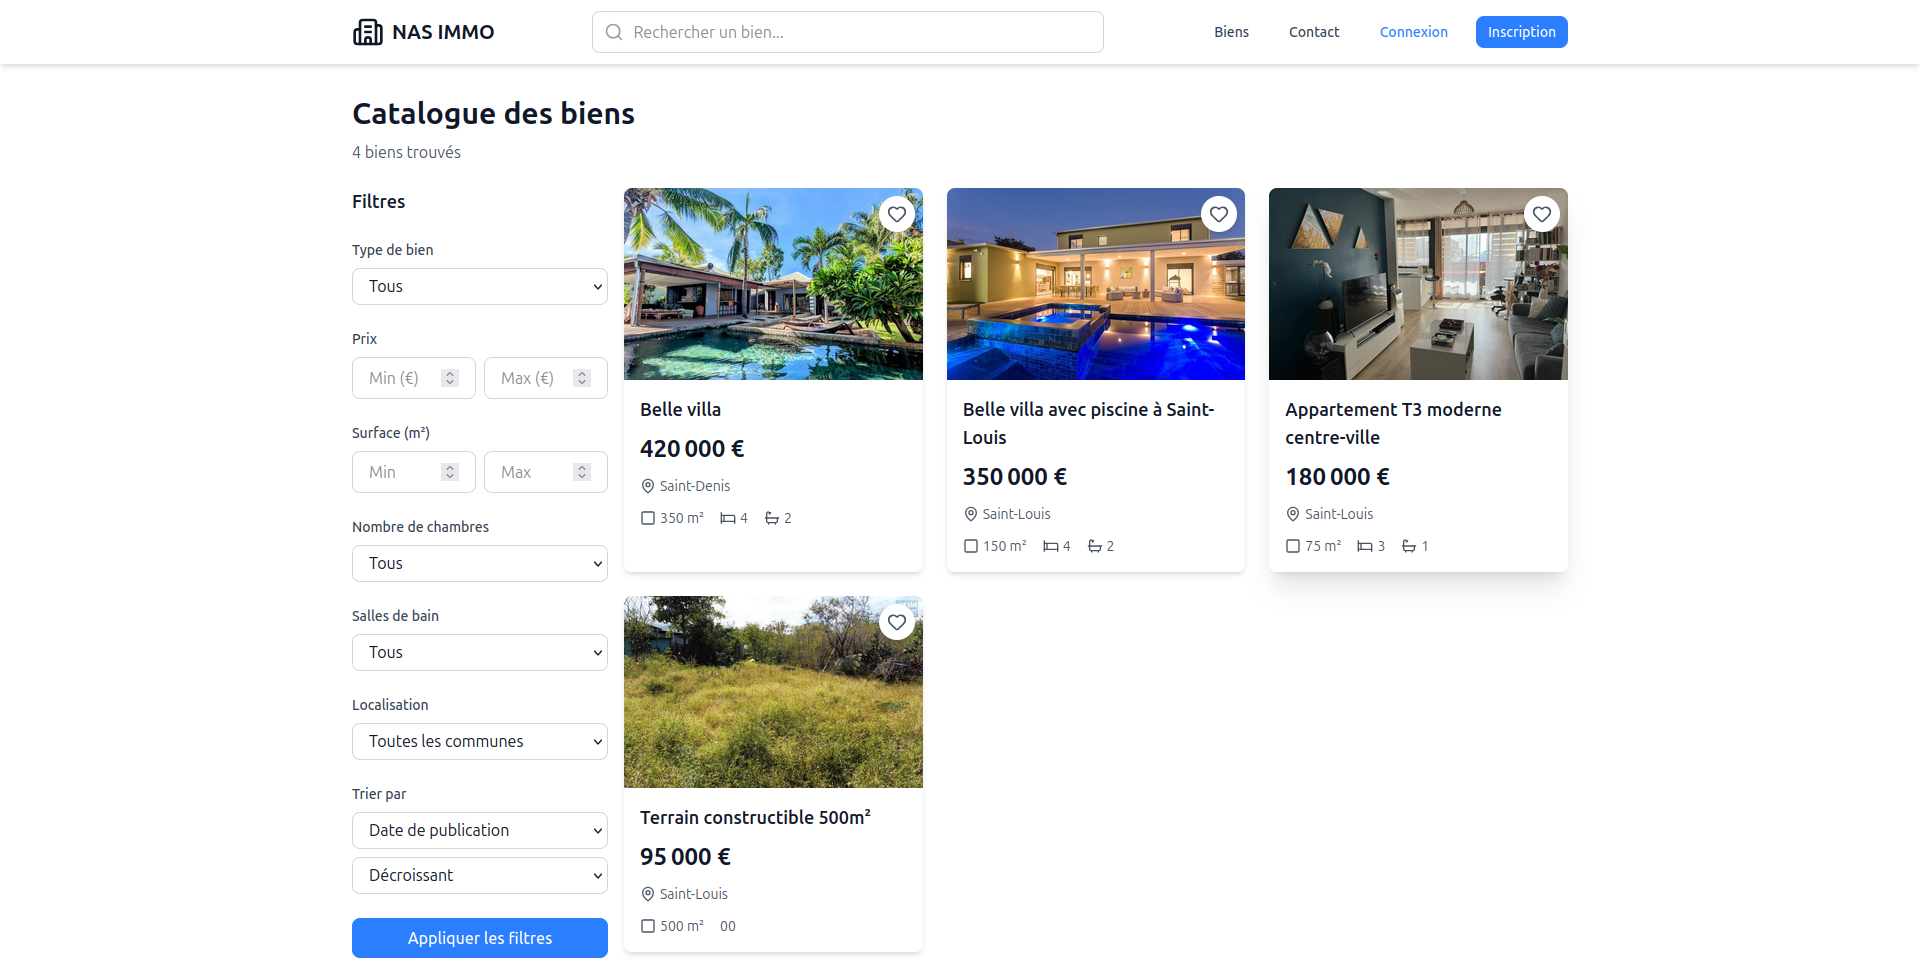 NAS IMMO
Rechercher un bien...
Biens
Contact
Connexion
Inscription
Catalogue des biens
4 biens trouvés
Filtres
Type de bien
Tous
Prix
Min (€)
Max (€)
Surface (m²)
Min
Max
Nombre de chambres
Tous
Salles de bain
Tous
Localisation
Toutes les communes
Trier par
Date de publication
Décroissant
Appliquer les filtres
Belle villa
420 000 €
Saint-Denis
350 m² 4 2
Belle villa avec piscine à Saint-
Louis
350 000 €
Saint-Louis
150 m² 4 2
Appartement T3 moderne
centre-ville
180 000 €
Saint-Louis
75 m² 3 1
Terrain constructible 500m²
95 000 €
Saint-Louis
500 m² 00